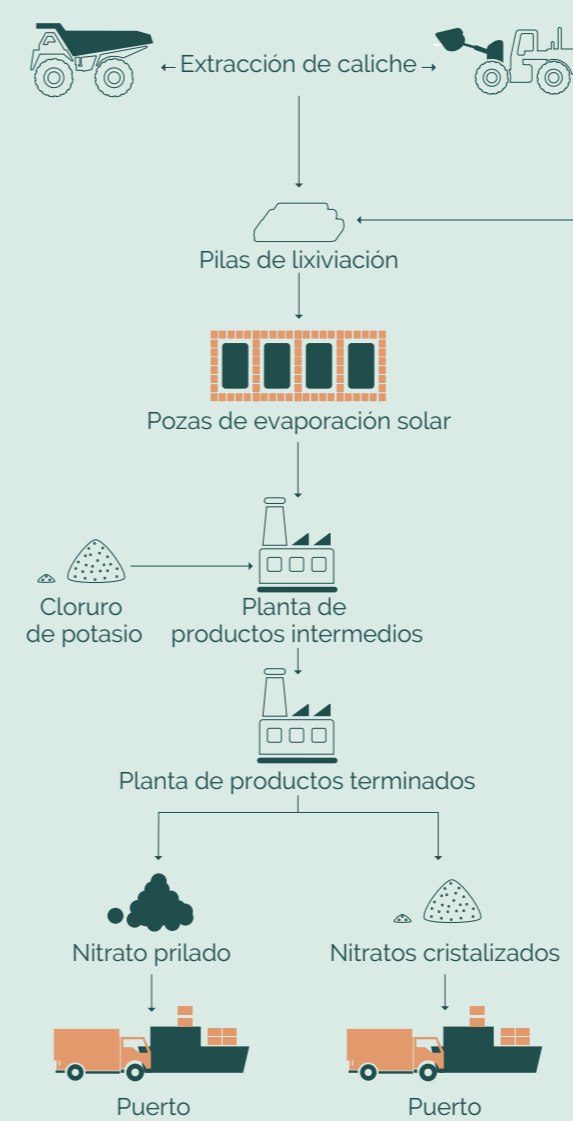 Extracción de caliche
Pilas de lixiviación
Pozas de evaporación solar
Cloruro
de potasio
Planta de
productos intermedios
Planta de productos terminados
Nitrato prilado
Nitratos cristalizados
Puerto
Puerto